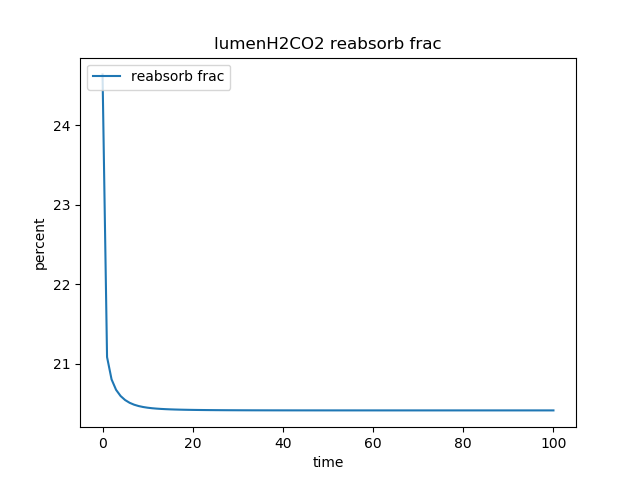 lumenH2CO2 reabsorb frac
reabsorb frac
24
23
22
21
percent
0 20 40 60 80 100
time